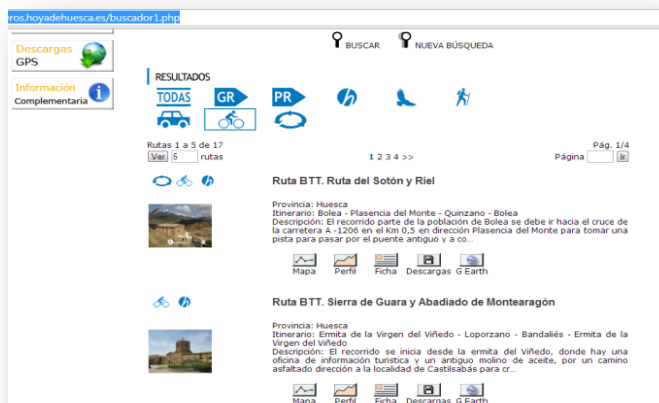 ros.hoyadehuesca.es/buscador1.php
Descargas
GPS
Información
Complementaria
BUSCAR NUEVA BÚSQUEDA
RESULTADOS
TODAS GR PR
Rutas 1 a 5 de 17 Pág. 1/4
Ver 5 rutas 1 2 3 4 >> Página Ir
Ruta BTT. Ruta del Sotón y Riel
Provincia: Huesca
Itinerario: Bolea - Plasencia del Monte - Quinzano - Bolea
Descripción: El recorrido parte de la población de Bolea se debe ir hacia el cruce de
la carretera A -1206 en el Km 0,5 en dirección Plasencia del Monte para tomar una
pista para pasar por el puente antiguo y a co...
Mapa Perfil Ficha Descargas G Earth
Ruta BTT. Sierra de Guara y Abadiado de Montearagón
Provincia: Huesca
Itinerario: Ermita de la Virgen del Viñedo - Loporzano - Bandaliés - Ermita de la
Virgen del Viñedo
Descripción: El recorrido se inicia desde la ermita del Viñedo, donde hay una
oficina de información turistica y un antiguo molino de aceite, por un camino
asfaltado dirección a la localidad de Castilsabás para cr...
Mapa Perfil Ficha Descargas G Earth